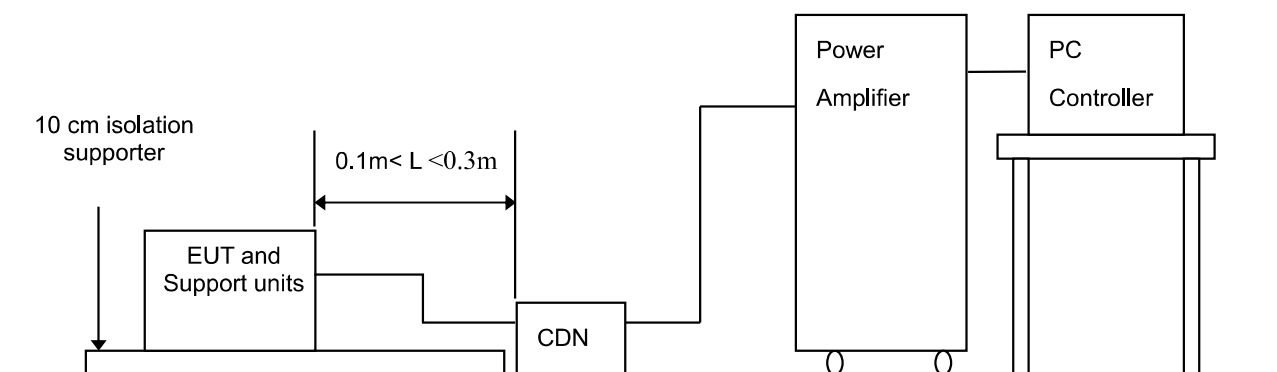 Power
Amplifier
PC
Controller
10 cm isolation
supporter
0.1m< L <0.3m
EUT and
Support units
CDN